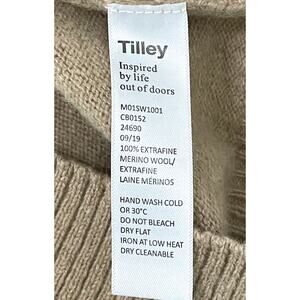 Tilley
Inspired
by life
out of doors
M01SW1001
CB0152
24690
09/19
100% EXTRAFINE
MERINO WOOL/
EXTRAFINE
LAINE MÉRINOS
HAND WASH COLD
OR 30°C
DO NOT BLEACH
DRY FLAT
IRON AT LOW HEAT
DRY CLEANABLE